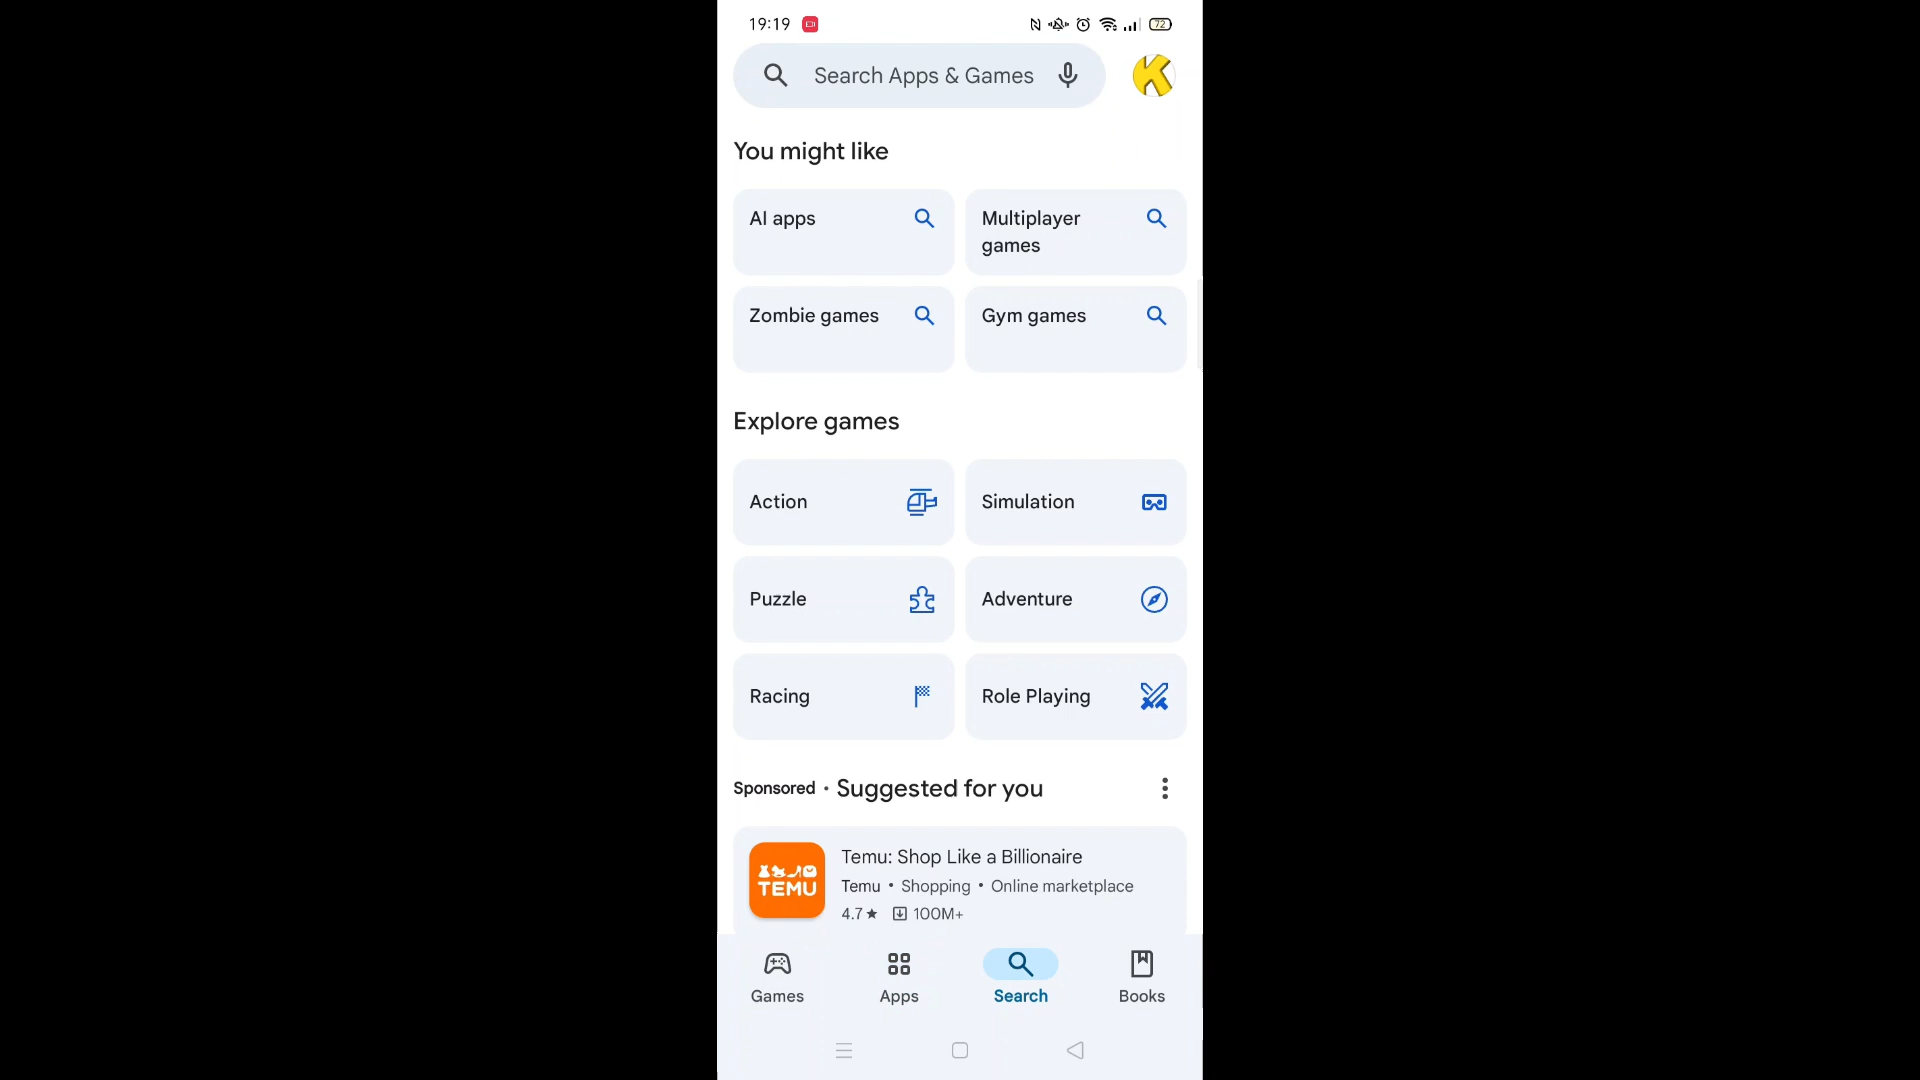 19:19
72
Search Apps & Games
You might like
AI apps
Multiplayer
games
Zombie games
Gym games
Explore games
Action
Simulation
Puzzle
Adventure
Racing
Role Playing
Sponsored • Suggested for you
TEMU
Temu: Shop Like a Billionaire
Temu • Shopping • Online marketplace
4.7★ 100M+
Games
Apps
Search
Books